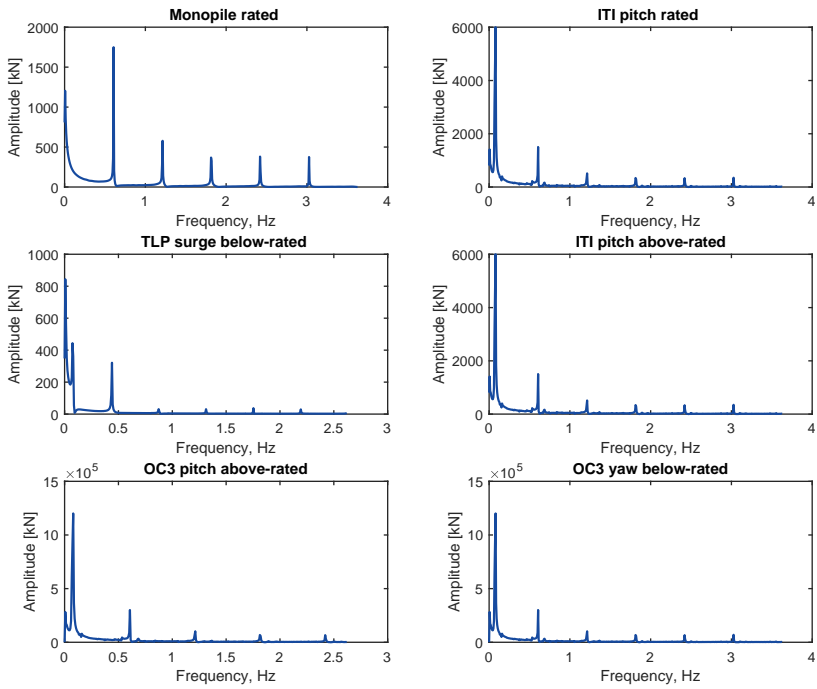 Monopile rated
2000
1500
1000
500
0
Amplitude [kN]
0 1 2 3 4
Frequency, Hz
ITI pitch rated
6000
4000
2000
0
Amplitude [kN]
0 1 2 3 4
Frequency, Hz
TLP surge below-rated
1000
800
600
400
200
0
Amplitude [kN]
0 0.5 1 1.5 2 2.5 3
Frequency, Hz
ITI pitch above-rated
6000
4000
2000
0
Amplitude [kN]
0 1 2 3 4
Frequency, Hz
OC3 pitch above-rated
×10⁵
15
10
5
0
Amplitude [kN]
0 0.5 1 1.5 2 2.5 3
Frequency, Hz
OC3 yaw below-rated
×10⁵
15
10
5
0
Amplitude [kN]
0 1 2 3 4
Frequency, Hz